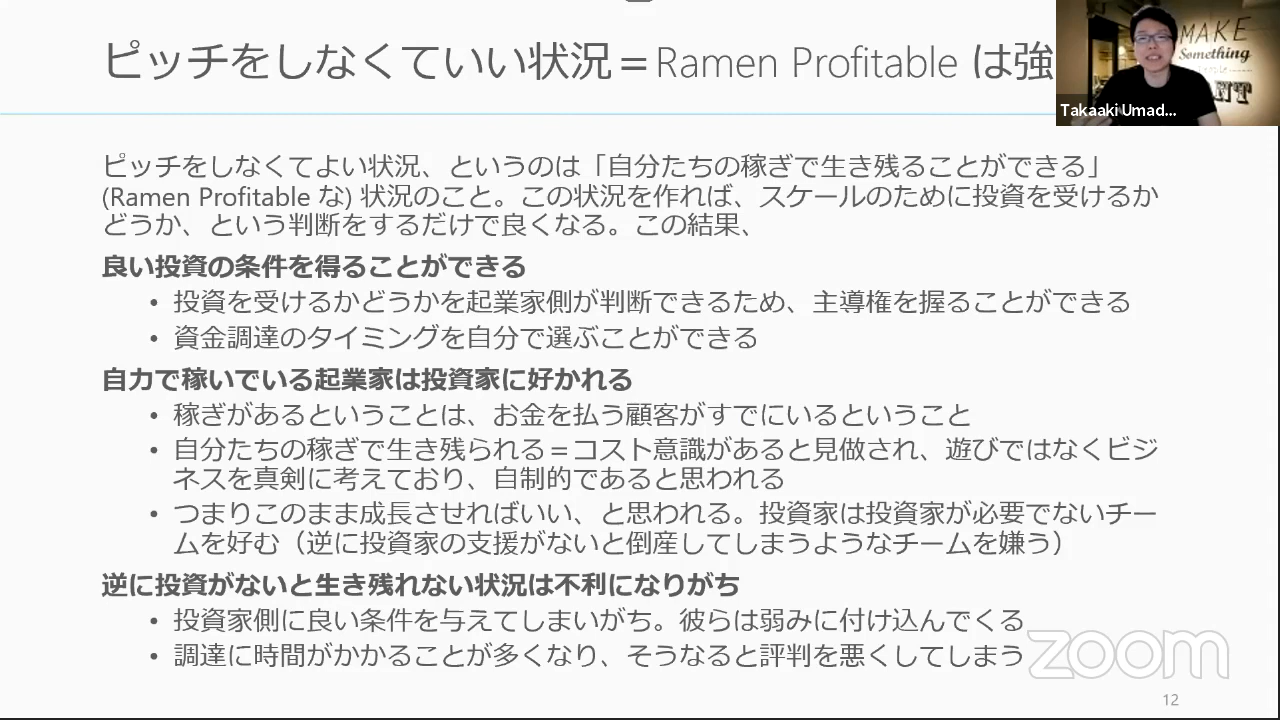 ピッチをしなくていい状況＝Ramen Profitable は強
MAKE
Something
Takaaki Umad...
ピッチをしなくてよい状況、というのは「自分たちの稼ぎで生き残ることができる」
(Ramen Profitable な) 状況のこと。この状況を作れば、スケールのために投資を受けるか
どうか、という判断をするだけで良くなる。この結果、
良い投資の条件を得ることができる
• 投資を受けるかどうかを起業家側が判断できるため、主導権を握ることができる
• 資金調達のタイミングを自分で選ぶことができる
自力で稼いでいる起業家は投資家に好かれる
• 稼ぎがあるということは、お金を払う顧客がすでにいるということ
• 自分たちの稼ぎで生き残られる＝コスト意識があると見做され、遊びではなくビジ
ネスを真剣に考えており、自制的であると思われる
• つまりこのまま成長させればいい、と思われる。投資家は投資家が必要でないチー
ムを好む（逆に投資家の支援がないと倒産してしまうようなチームを嫌う）
逆に投資がないと生き残れない状況は不利になりがち
• 投資家側に良い条件を与えてしまいがち。彼らは弱みに付け込んでくる
• 調達に時間がかかることが多くなり、そうなると評判を悪くしてしまう
zoom
12